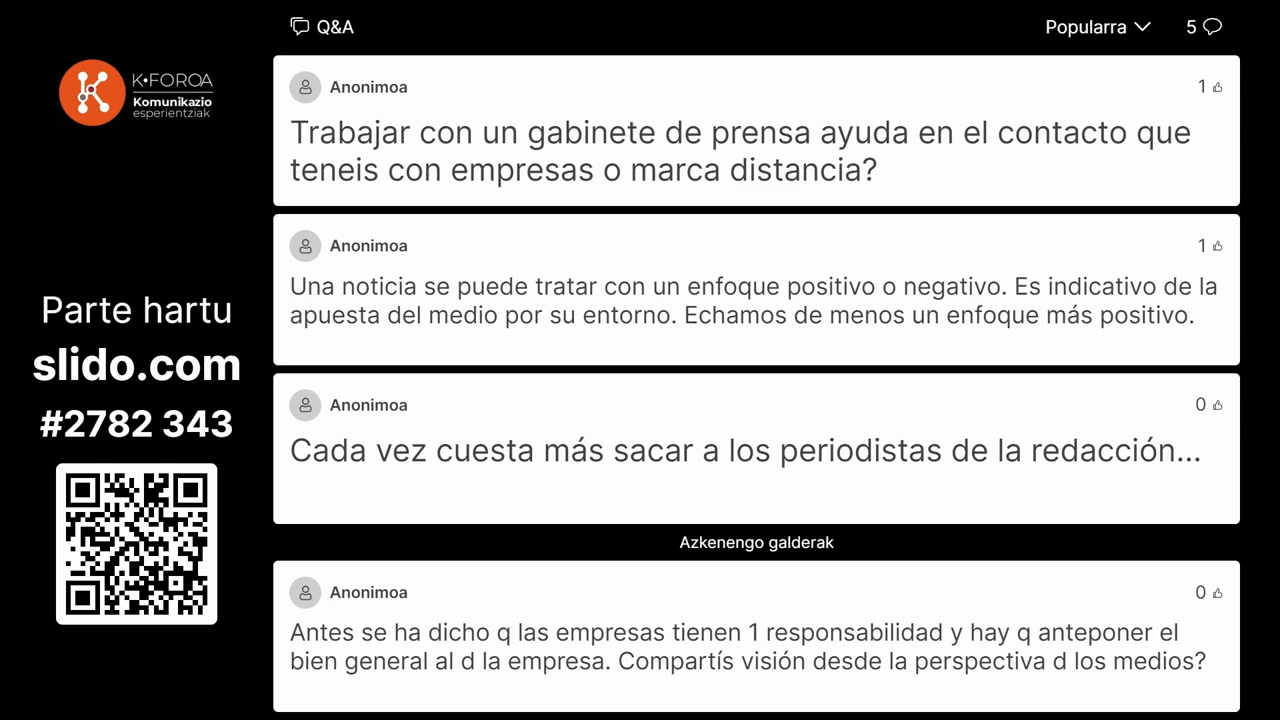 Q&A
Popularra
5
K•FOROA
Komunikazio
esperientziak
Parte hartu
slido.com
#2782 343
Anonimoa
1
Trabajar con un gabinete de prensa ayuda en el contacto que
teneis con empresas o marca distancia?
Anonimoa
1
Una noticia se puede tratar con un enfoque positivo o negativo. Es indicativo de la
apuesta del medio por su entorno. Echamos de menos un enfoque más positivo.
Anonimoa
0
Cada vez cuesta más sacar a los periodistas de la redacción...
Azkenengo galderak
Anonimoa
0
Antes se ha dicho q las empresas tienen 1 responsabilidad y hay q anteponer el
bien general al d la empresa. Compartís visión desde la perspectiva d los medios?